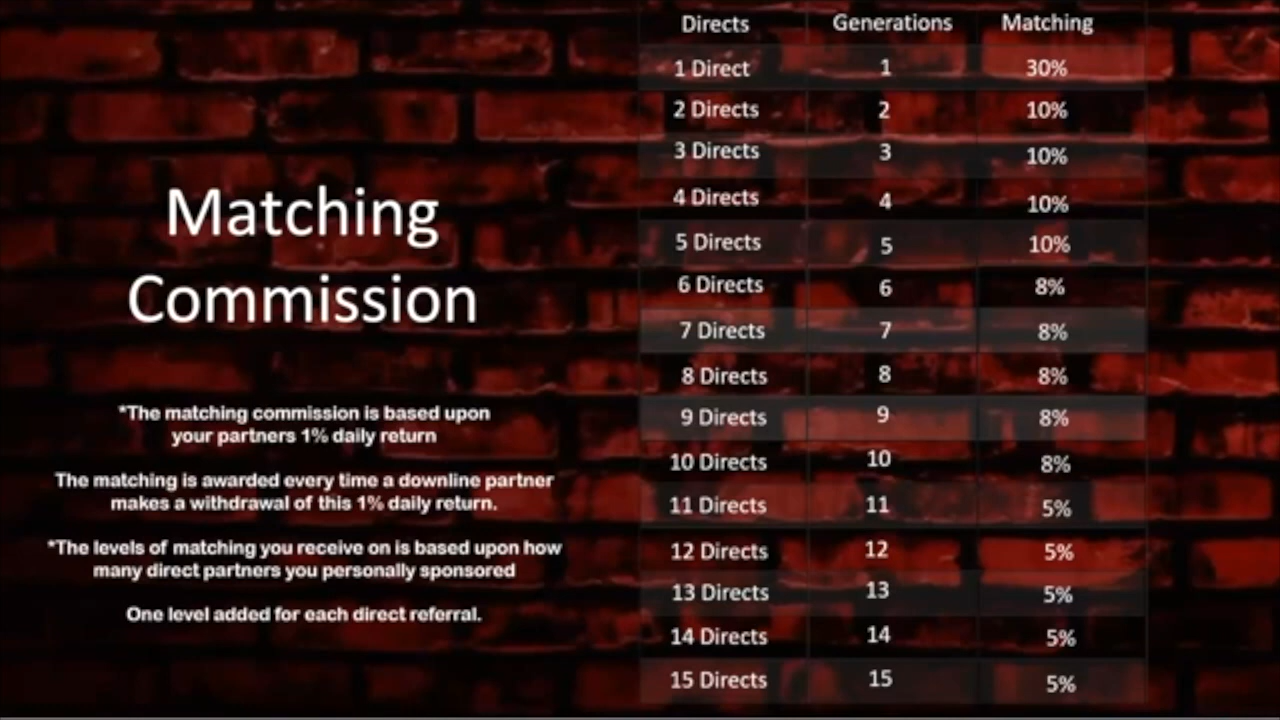 Matching
Commission
*The matching commission is based upon
your partners 1% daily return
The matching is awarded every time a downline partner
makes a withdrawal of this 1% daily return.
*The levels of matching you receive on is based upon how
many direct partners you personally sponsored
One level added for each direct referral.
Directs Generations Matching
1 Direct 1 30%
2 Directs 2 10%
3 Directs 3 10%
4 Directs 4 10%
5 Directs 5 10%
6 Directs 6 8%
7 Directs 7 8%
8 Directs 8 8%
9 Directs 9 8%
10 Directs 10 8%
11 Directs 11 5%
12 Directs 12 5%
13 Directs 13 5%
14 Directs 14 5%
15 Directs 15 5%